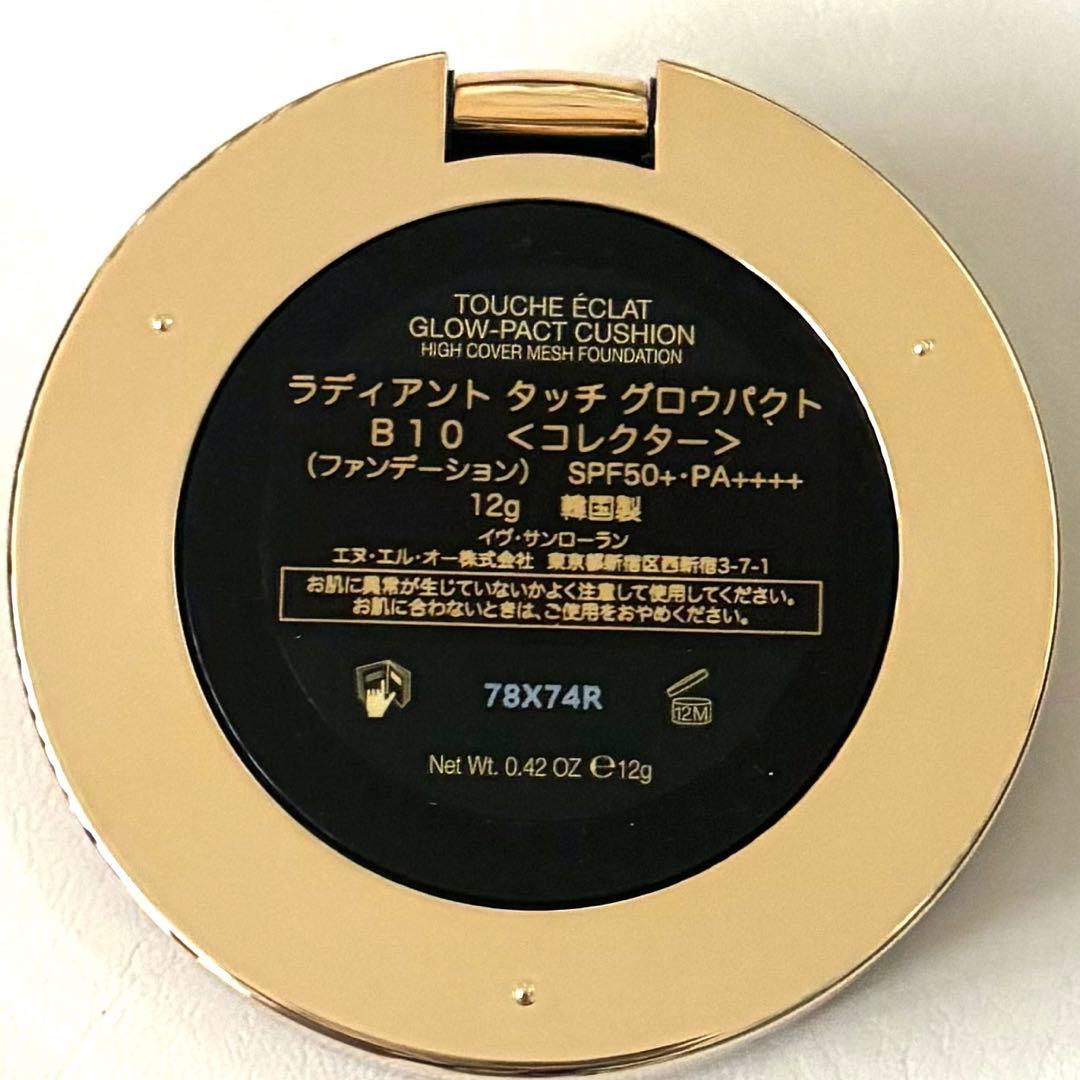 TOUCHE ÉCLAT
GLOW-PACT CUSHION
HIGH COVER MESH FOUNDATION
ラディアント タッチ グロウパクト
B10 <コレクター>
(ファンデーション) SPF50+·PA++++
12g 韓国製
イヴ・サンローラン
エヌ・エル・オー株式会社 東京都新宿区西新宿3-7-1
お肌に異常が生じていないかよく注意して使用してください。
お肌に合わないときは、ご使用をおやめください。
78X74R
12M
Net Wt. 0.42 OZ ℮12g